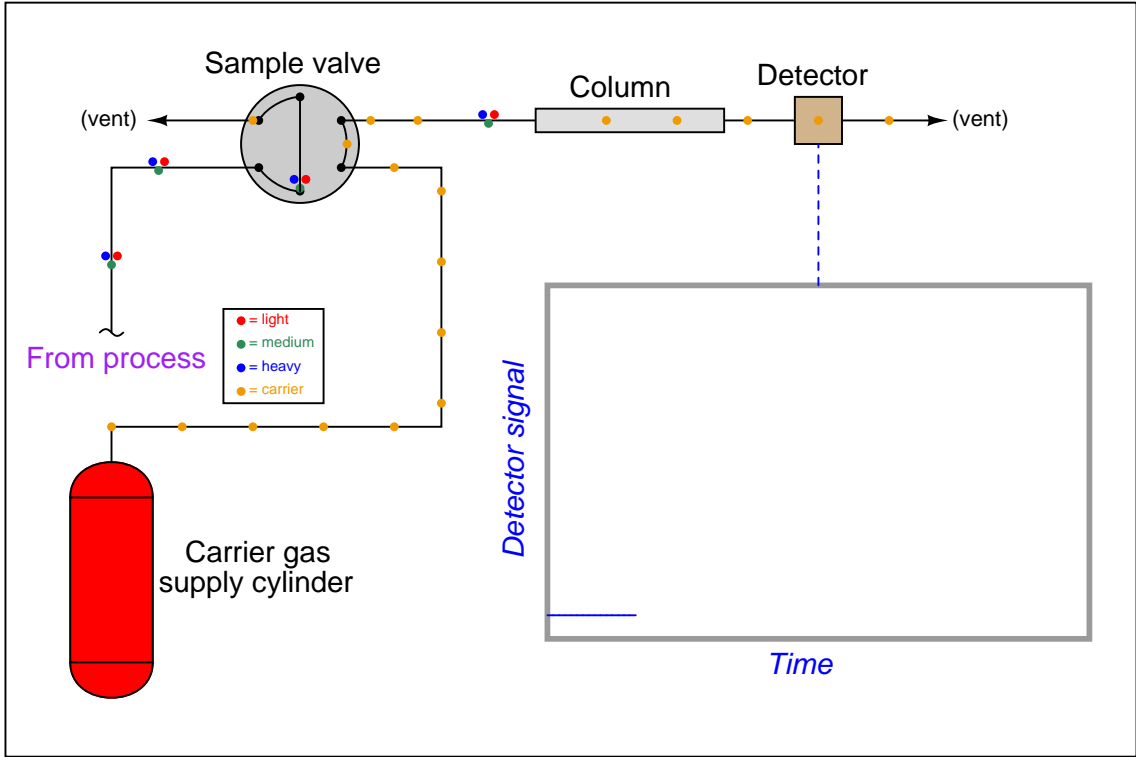 Sample valve
Column
Detector
(vent)
(vent)
= light
= medium
= heavy
= carrier
From process
Detector signal
Carrier gas
supply cylinder
Time